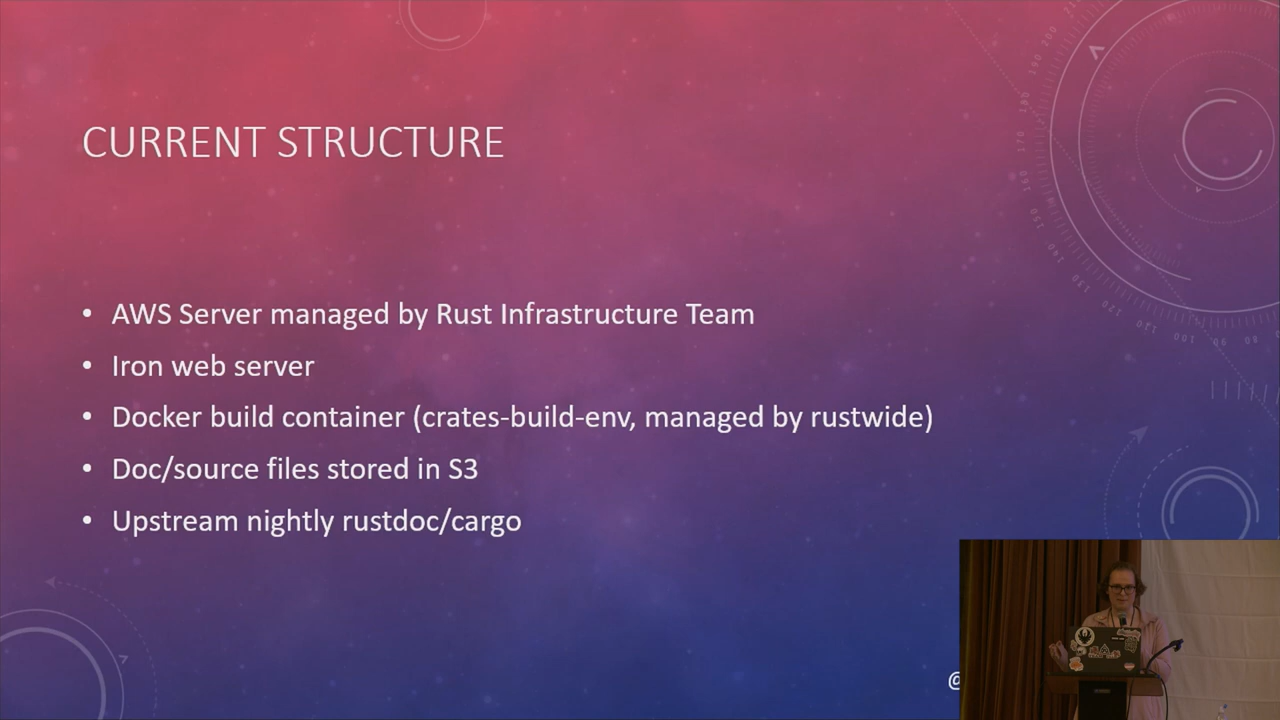 CURRENT STRUCTURE
• AWS Server managed by Rust Infrastructure Team
• Iron web server
• Docker build container (crates-build-env, managed by rustwide)
• Doc/source files stored in S3
• Upstream nightly rustdoc/cargo
@